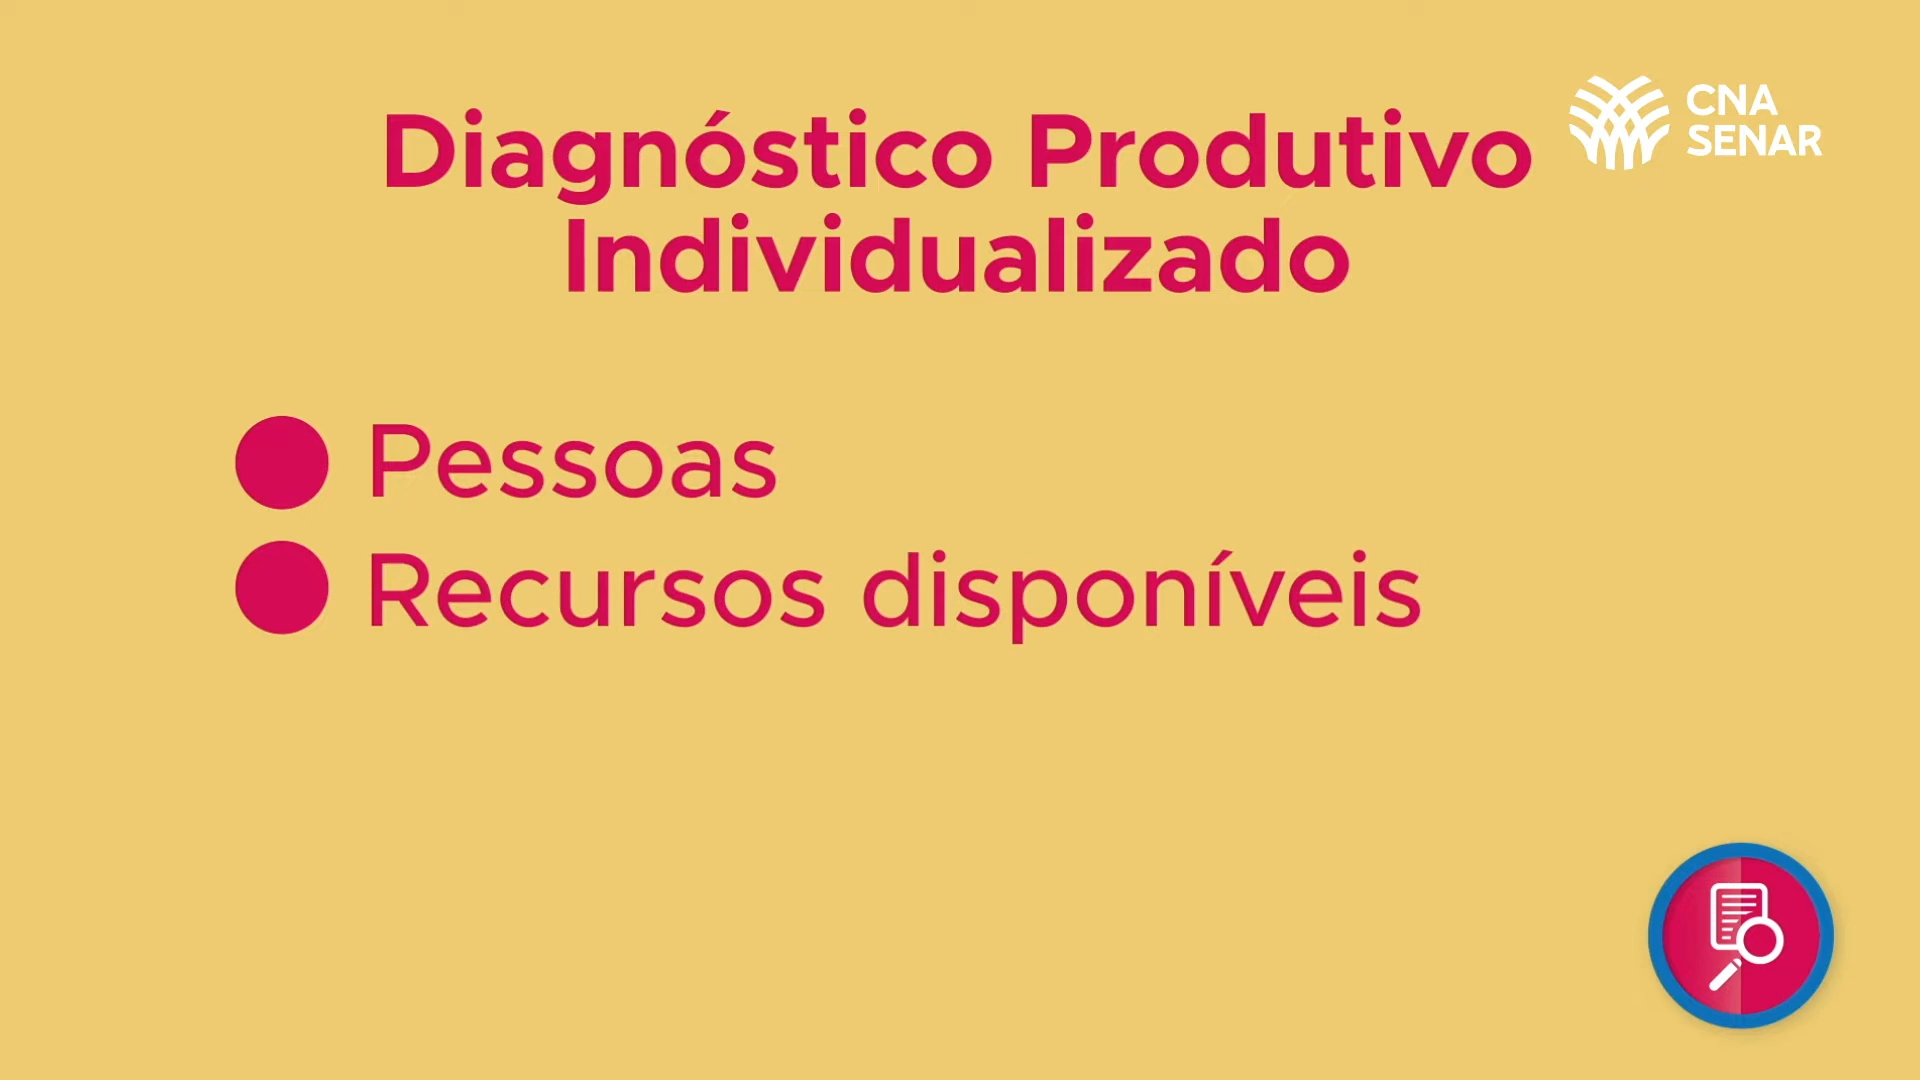 Diagnóstico Produtivo
Individualizado
CNA
SENAR
Pessoas
Recursos disponíveis